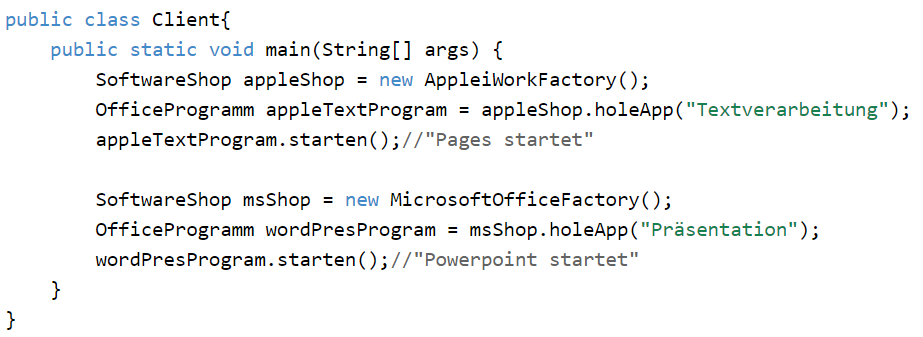 public class Client{
    public static void main(String[] args) {
        SoftwareShop appleShop = new AppleiWorkFactory();
        OfficeProgramm appleTextProgram = appleShop.holeApp("Textverarbeitung");
        appleTextProgram.starten();//"Pages startet"

        SoftwareShop msShop = new MicrosoftOfficeFactory();
        OfficeProgramm wordPresProgram = msShop.holeApp("Präsentation");
        wordPresProgram.starten();//"Powerpoint startet"
    }
}